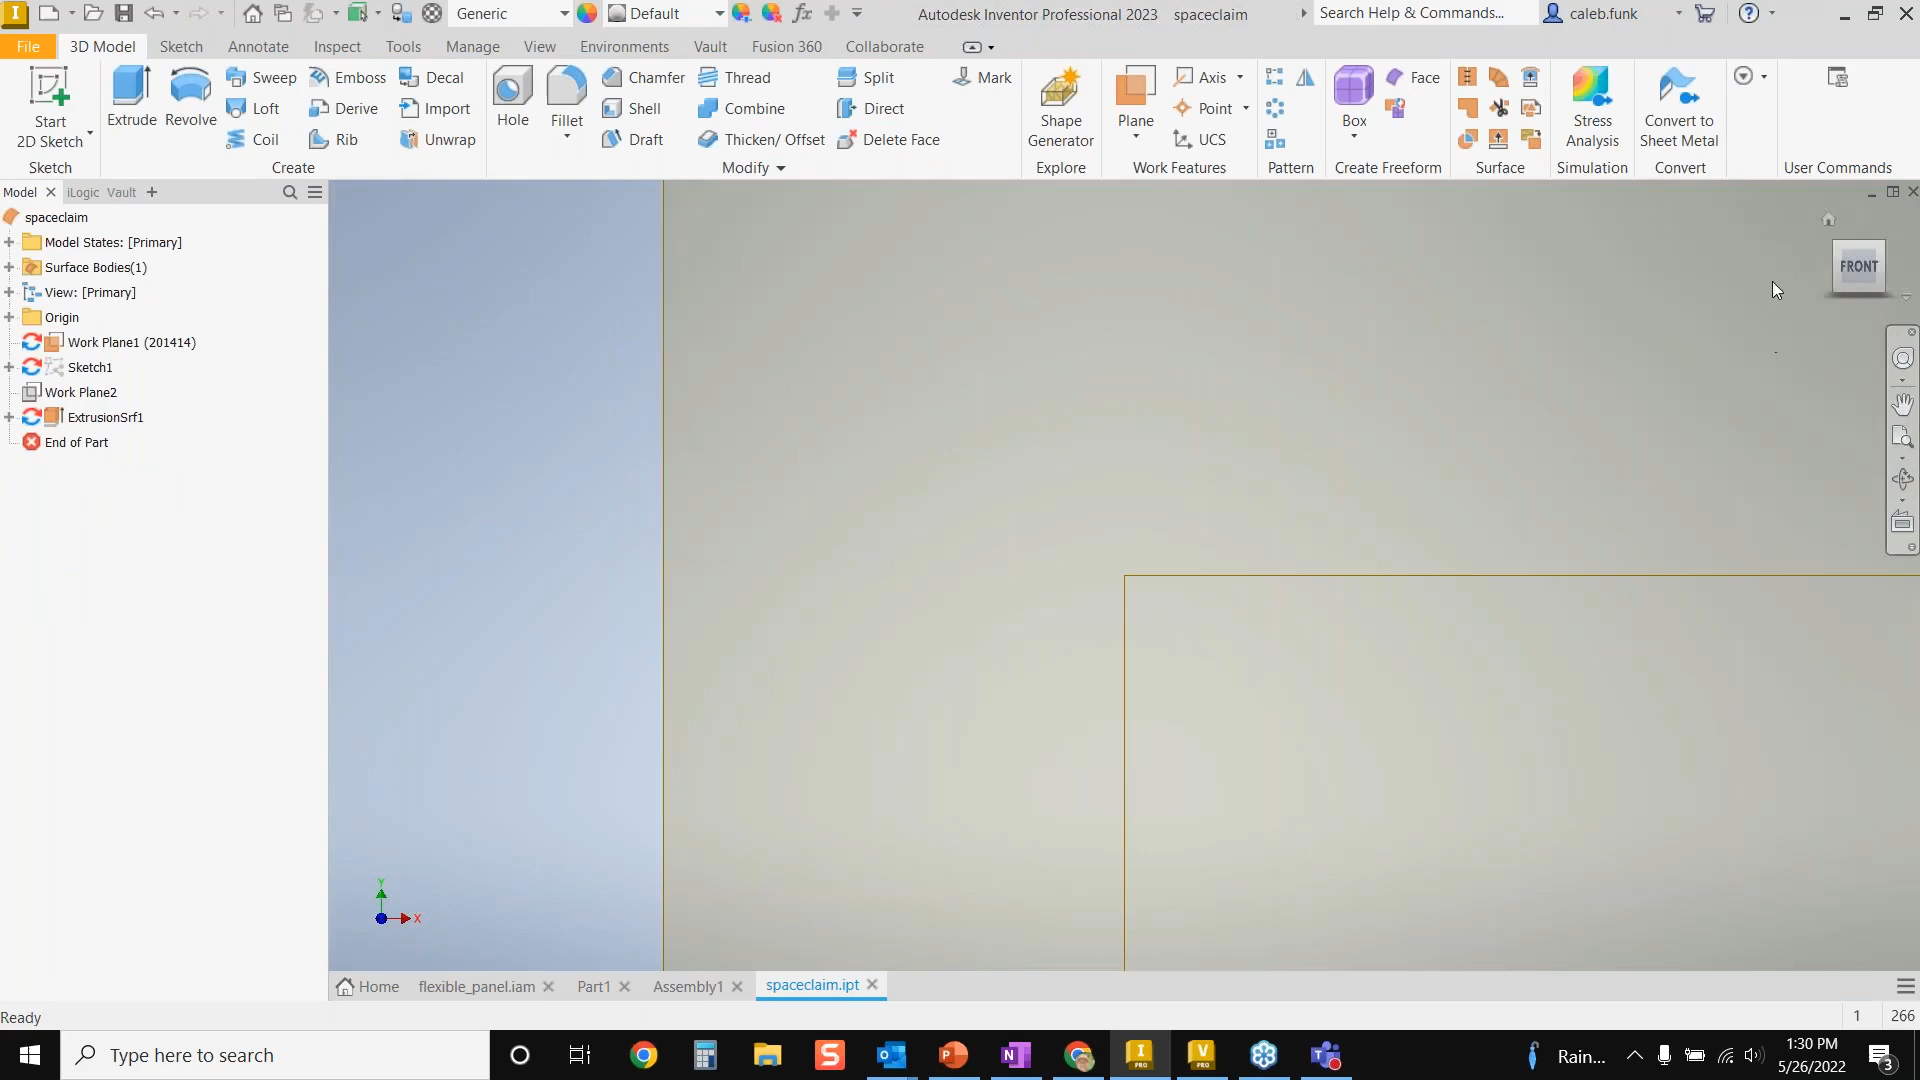 I Generic Default fx Autodesk Inventor Professional 2023 spaceclaim Search Help & Commands... caleb.funk
File 3D Model Sketch Annotate Inspect Tools Manage View Environments Vault Fusion 360 Collaborate
Start
2D Sketch
Extrude
Revolve
Sweep
Loft
Coil
Emboss
Derive
Rib
Decal
Import
Unwrap
Hole
Fillet
Chamfer
Shell
Draft
Thread
Combine
Thicken/ Offset
Split
Direct
Delete Face
Mark
Shape
Generator
Plane
Axis
Point
UCS
Box
Face
Stress
Analysis
Convert to
Sheet Metal
Sketch Create Modify Explore Work Features Pattern Create Freeform Surface Simulation Convert User Commands
Model iLogic Vault
spaceclaim
Model States: [Primary]
Surface Bodies(1)
View: [Primary]
Origin
Work Plane1 (201414)
Sketch1
Work Plane2
ExtrusionSrf1
End of Part
FRONT
Y
X
Home flexible_panel.iam Part1 Assembly1 spaceclaim.ipt
Ready 1 266
Type here to search
S
N
I
PRO
V
PRO
Rain...
1:30 PM
5/26/2022
3